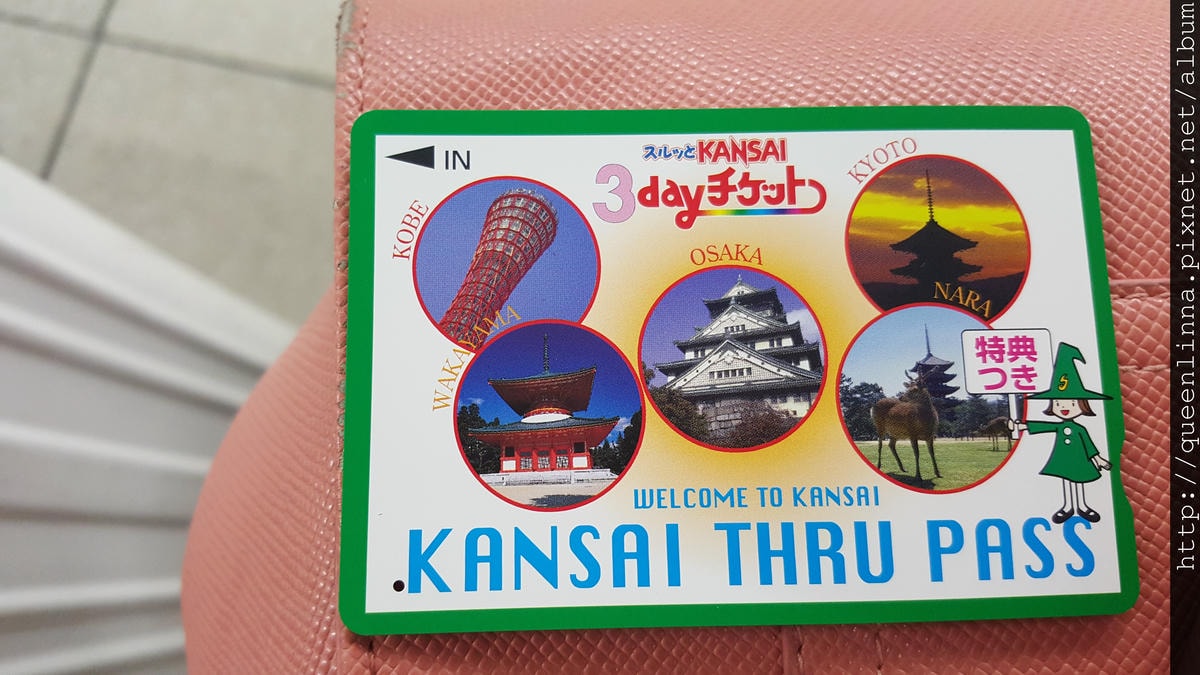 IN
スルッとKANSAI
3dayチケット
KOBE
KYOTO
OSAKA
WAKAYAMA
NARA
特典
つき
S
WELCOME TO KANSAI
KANSAI THRU PASS
http://queenlinna.pixnet.net/album